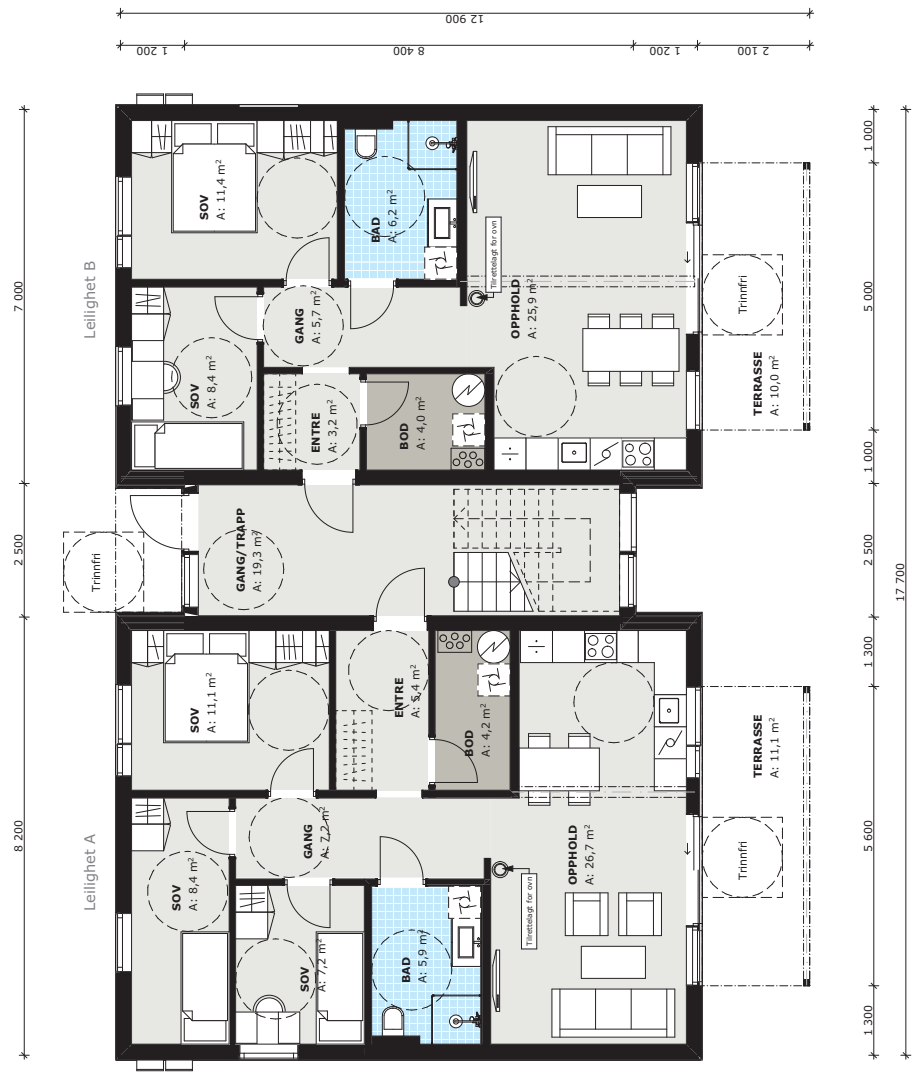 12 900
1 200
8 400
1 200
2 100
Leilighet B
7 000
2 500
8 200
Leilighet A
SOV
A: 11,4 m²
BAD
A: 6,2 m²
Tilrettelagt for ovn
OPPHOLD
A: 25,9 m²
GANG
A: 5,7 m²
SOV
A: 8,4 m²
ENTRE
A: 3,2 m²
BOD
A: 4,0 m²
Trinnfri
TERRASSE
A: 10,0 m²
GANG/TRAPP
A: 19,3 m²
Trinnfri
SOV
A: 11,1 m²
ENTRE
A: 5,4 m²
BOD
A: 4,2 m²
TERRASSE
A: 11,1 m²
GANG
A: 7,2 m²
OPPHOLD
A: 26,7 m²
Trinnfri
SOV
A: 8,4 m²
SOV
A: 7,2 m²
BAD
A: 5,9 m²
Tilrettelagt for ovn
1 000
5 000
1 000
2 500
1 300
5 600
1 300
17 700